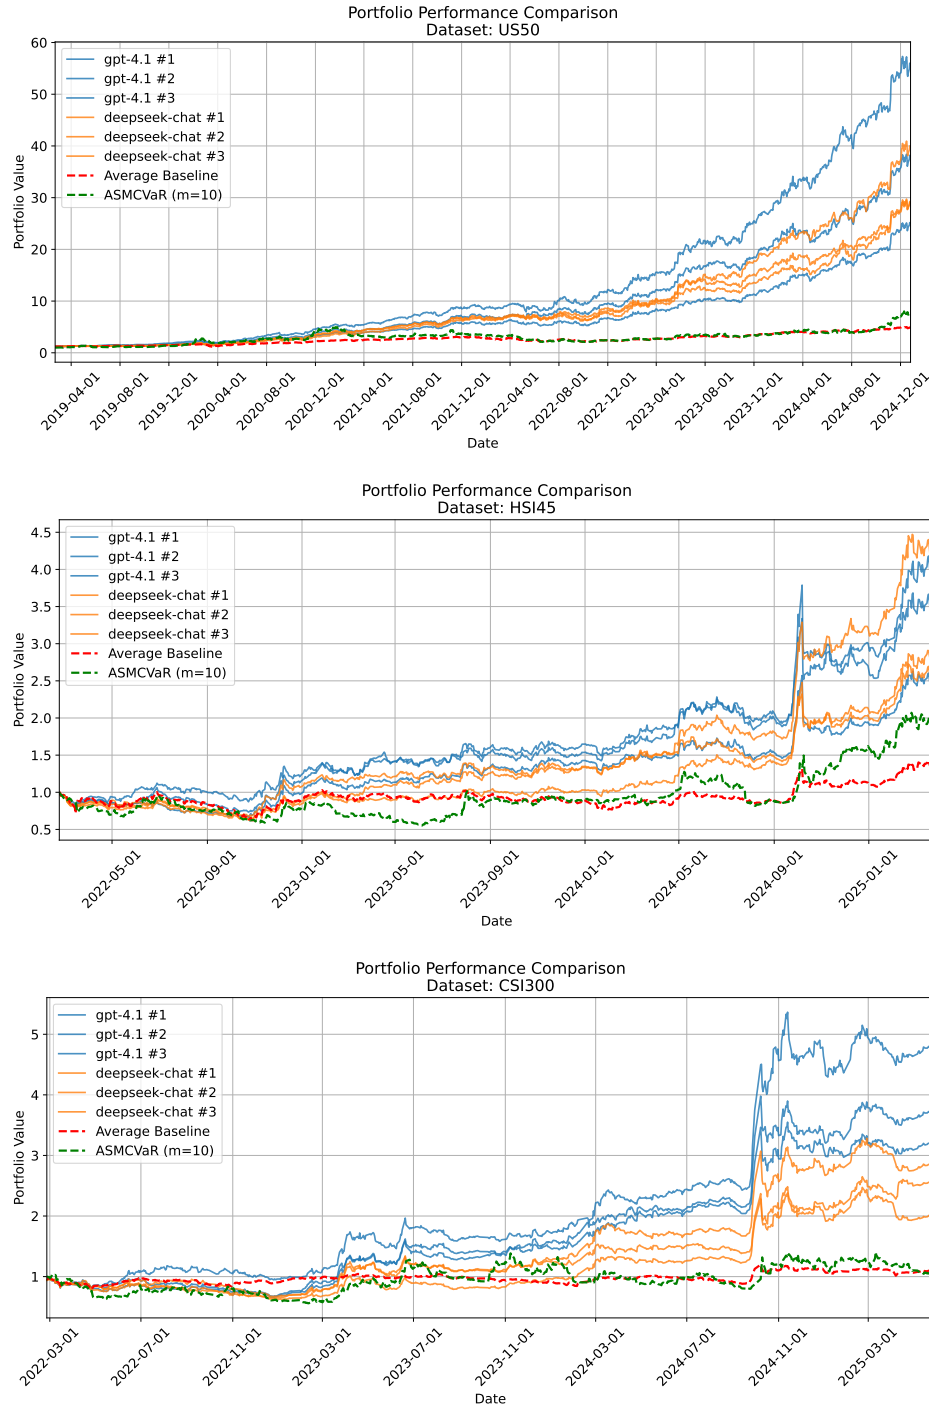 Portfolio Performance Comparison
Dataset: US50
60
50
40
30
20
10
0
Portfolio Value
gpt-4.1 #1
gpt-4.1 #2
gpt-4.1 #3
deepseek-chat #1
deepseek-chat #2
deepseek-chat #3
Average Baseline
ASMCVaR (m=10)
2019-04-01
2019-08-01
2019-12-01
2020-04-01
2020-08-01
2020-12-01
2021-04-01
2021-08-01
2021-12-01
2022-04-01
2022-08-01
2022-12-01
2023-04-01
2023-08-01
2023-12-01
2024-04-01
2024-08-01
2024-12-01
Date
Portfolio Performance Comparison
Dataset: HSI45
4.5
4.0
3.5
3.0
2.5
2.0
1.5
1.0
0.5
Portfolio Value
gpt-4.1 #1
gpt-4.1 #2
gpt-4.1 #3
deepseek-chat #1
deepseek-chat #2
deepseek-chat #3
Average Baseline
ASMCVaR (m=10)
2022-05-01
2022-09-01
2023-01-01
2023-05-01
2023-09-01
2024-01-01
2024-05-01
2024-09-01
2025-01-01
Date
Portfolio Performance Comparison
Dataset: CSI300
5
4
3
2
1
Portfolio Value
gpt-4.1 #1
gpt-4.1 #2
gpt-4.1 #3
deepseek-chat #1
deepseek-chat #2
deepseek-chat #3
Average Baseline
ASMCVaR (m=10)
2022-03-01
2022-07-01
2022-11-01
2023-03-01
2023-07-01
2023-11-01
2024-03-01
2024-07-01
2024-11-01
2025-03-01
Date